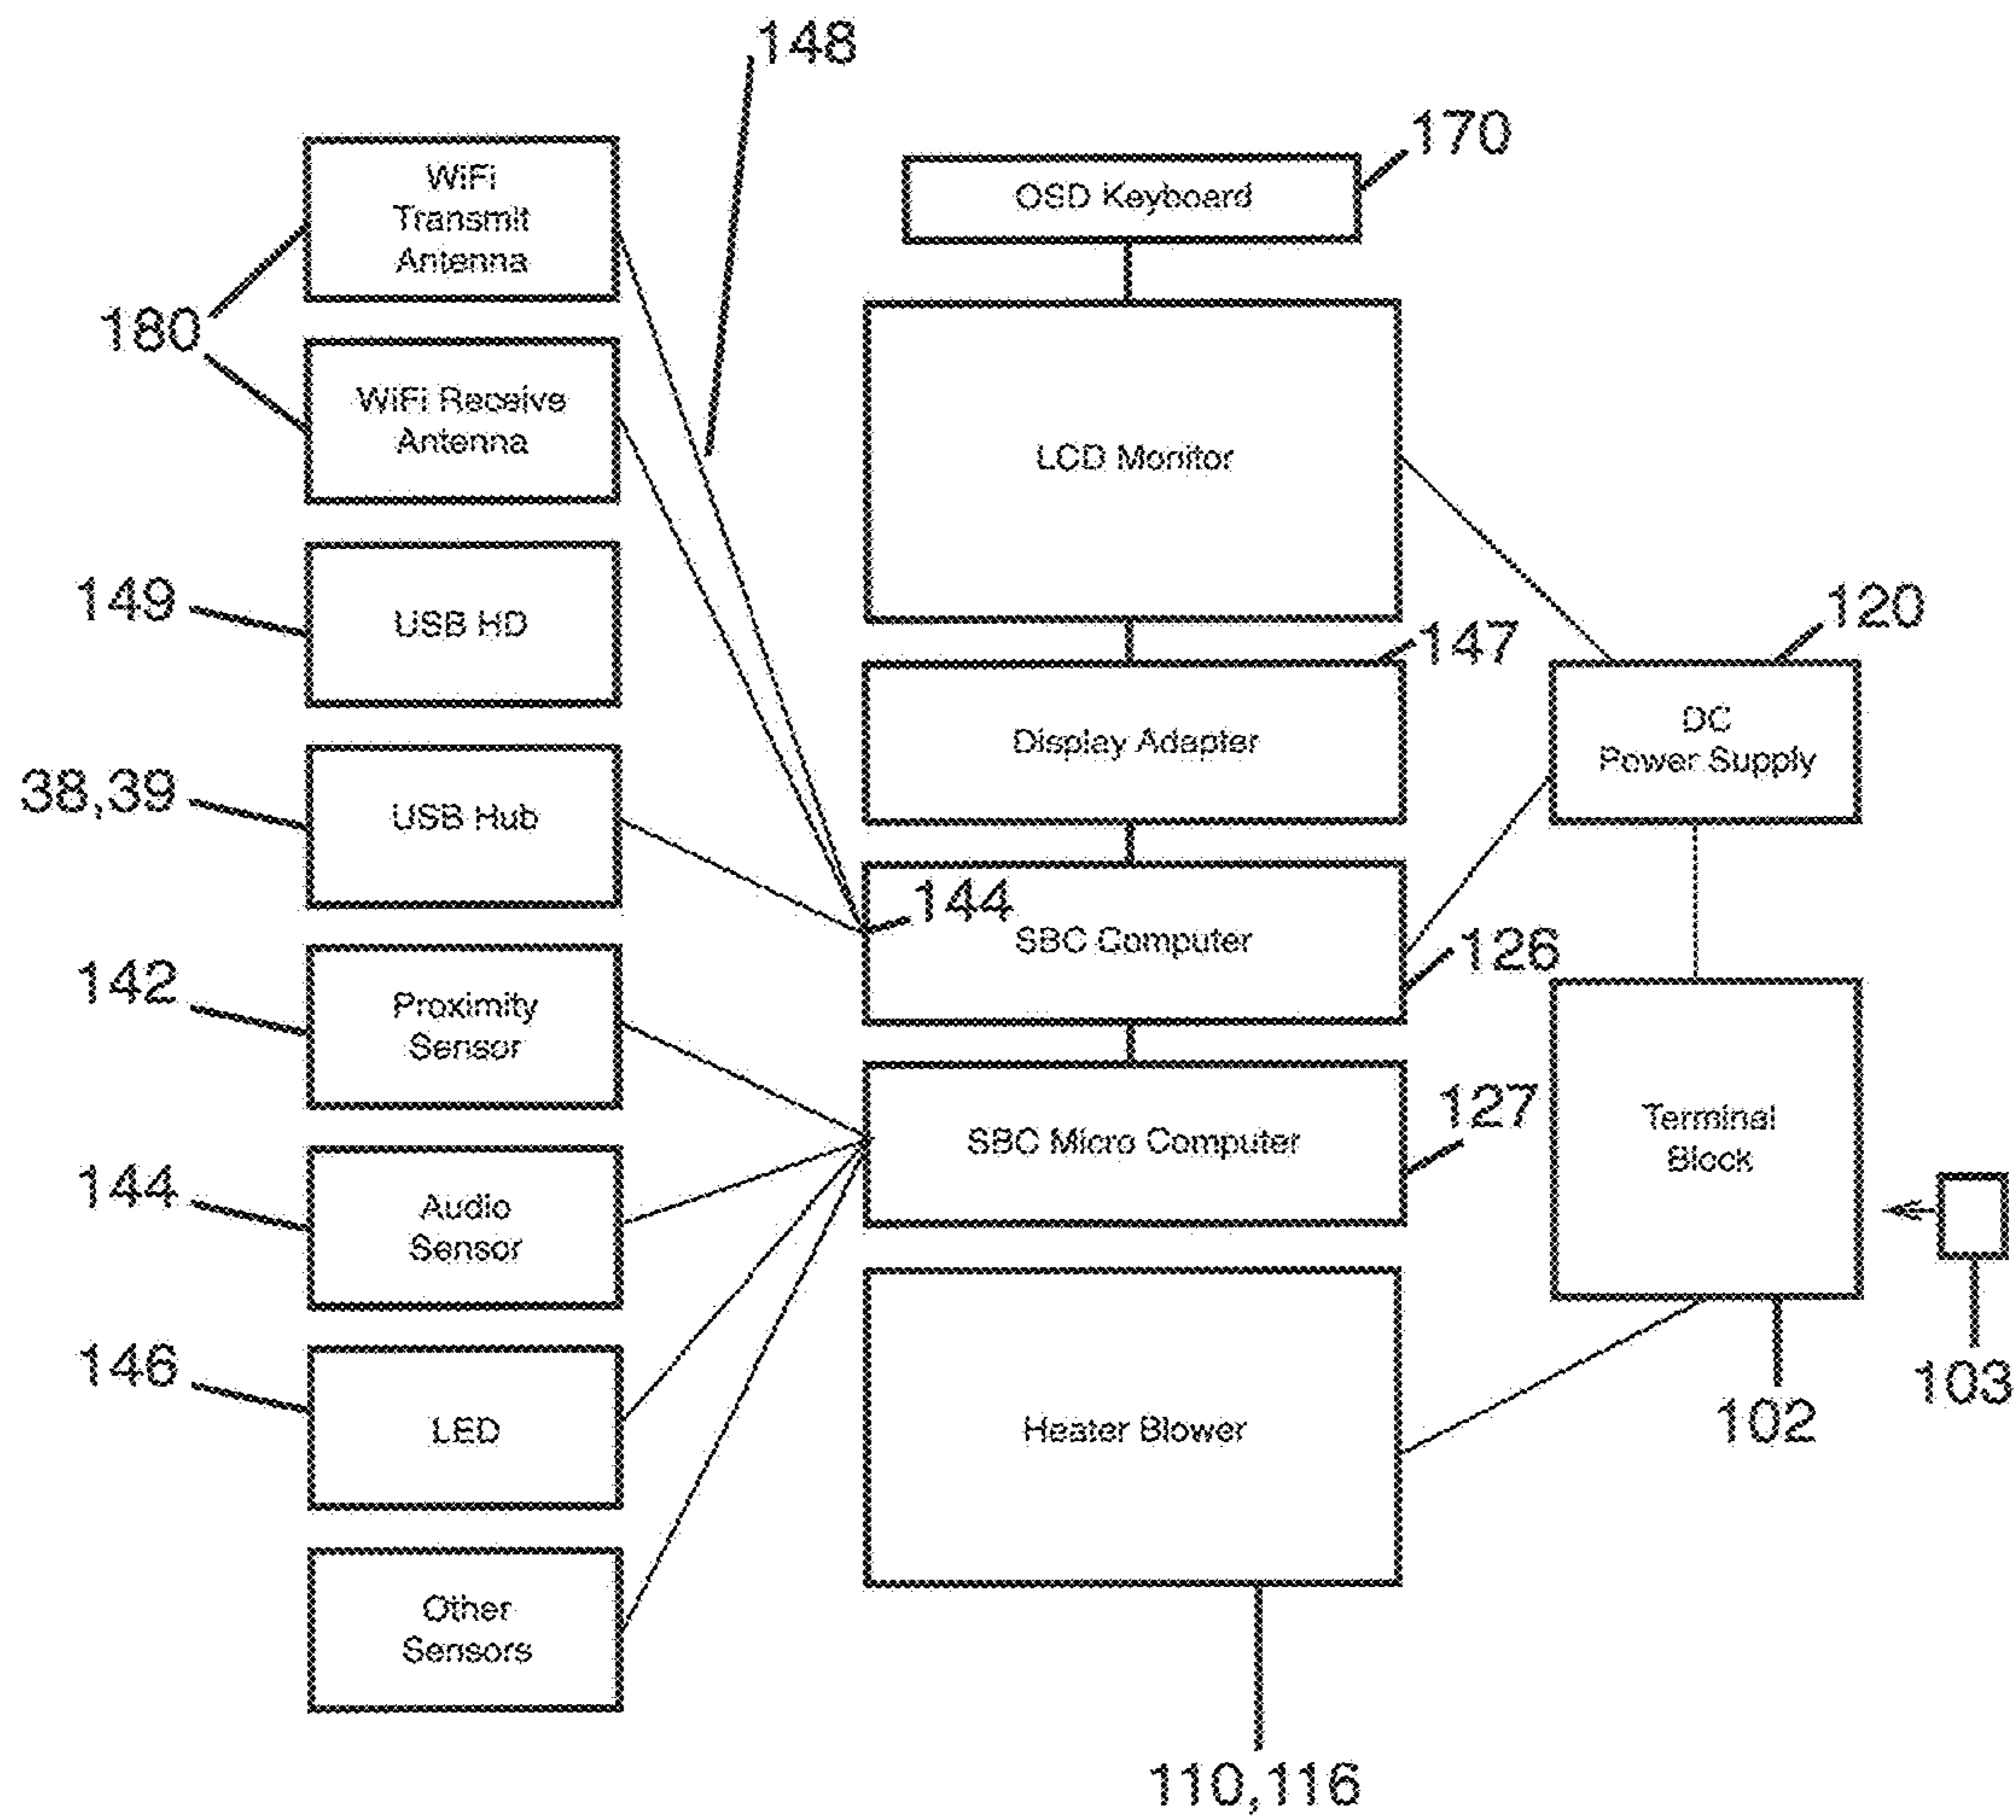 148
170
WiFi
Transmit
Antenna
OSD Keyboard
180
WiFi Receive
Antenna
LCD Monitor
149
USB HD
120
147
DC
Power Supply
Display Adapter
38,39
USB Hub
144
SBC Computer
126
142
Proximity
Sensor
127
SBC Micro Computer
Terminal
Block
144
Audio
Sensor
146
LED
Heater Blower
102
103
Other
Sensors
110,116